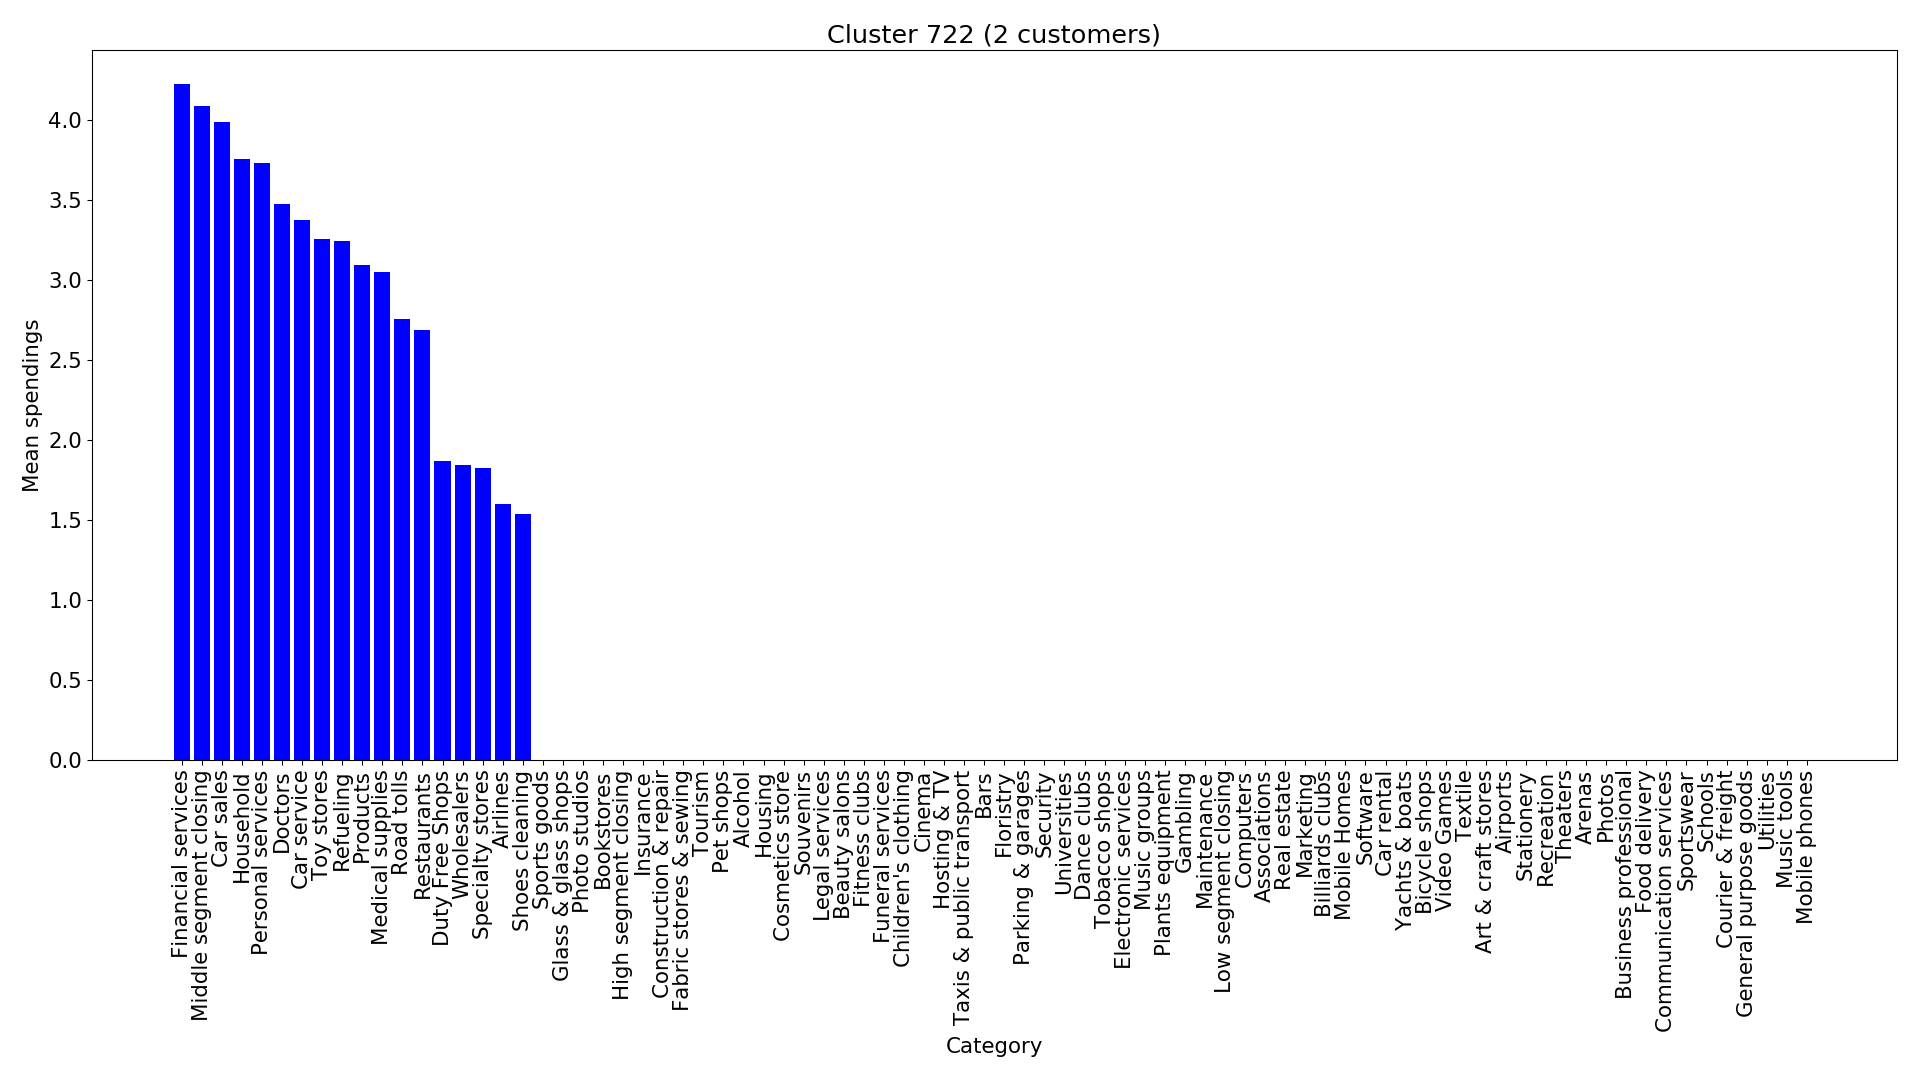 Cluster 722 (2 customers)
Mean spendings
4.0
3.5
3.0
2.5
2.0
1.5
1.0
0.5
0.0
Financial services
Middle segment closing
Car sales
Household
Personal services
Doctors
Car service
Toy stores
Refueling
Products
Medical supplies
Road tolls
Restaurants
Duty Free Shops
Wholesalers
Specialty stores
Airlines
Shoes cleaning
Sports goods
Glass & glass shops
Photo studios
Bookstores
High segment closing
Insurance
Construction & repair
Fabric stores & sewing
Tourism
Pet shops
Alcohol
Housing
Cosmetics store
Souvenirs
Legal services
Beauty salons
Fitness clubs
Funeral services
Children's clothing
Cinema
Hosting & TV
Taxis & public transport
Bars
Floristry
Parking & garages
Security
Universities
Dance clubs
Tobacco shops
Electronic services
Music groups
Plants equipment
Gambling
Maintenance
Low segment closing
Computers
Associations
Real estate
Marketing
Billiards clubs
Mobile Homes
Software
Car rental
Yachts & boats
Bicycle shops
Video Games
Textile
Art & craft stores
Airports
Stationery
Recreation
Theaters
Arenas
Photos
Business professional
Food delivery
Communication services
Sportswear
Schools
Courier & freight
General purpose goods
Utilities
Music tools
Mobile phones
Category